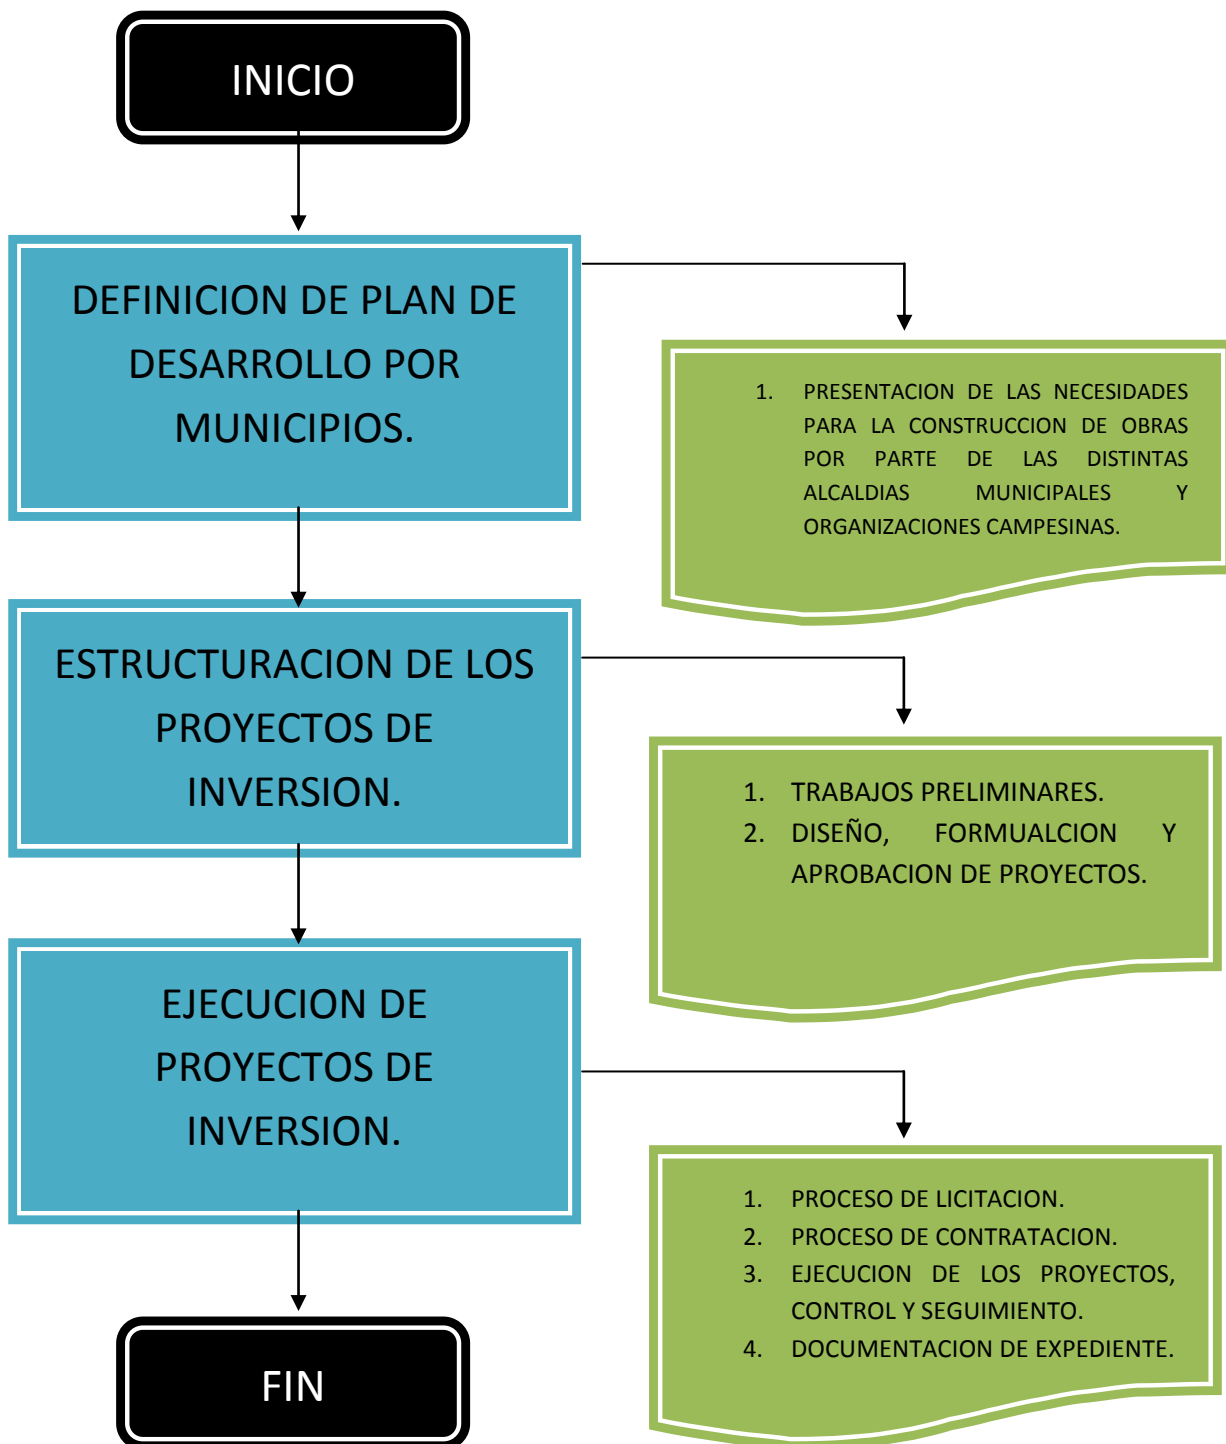 INICIO
DEFINICION DE PLAN DE
DESARROLLO POR
MUNICIPIOS.
1. PRESENTACION DE LAS NECESIDADES
PARA LA CONSTRUCCION DE OBRAS
POR PARTE DE LAS DISTINTAS
ALCALDIAS MUNICIPALES Y
ORGANIZACIONES CAMPESINAS.
ESTRUCTURACION DE LOS
PROYECTOS DE
INVERSION.
1. TRABAJOS PRELIMINARES.
2. DISEÑO, FORMUALCION Y
APROBACION DE PROYECTOS.
EJECUCION DE
PROYECTOS DE
INVERSION.
1. PROCESO DE LICITACION.
2. PROCESO DE CONTRATACION.
3. EJECUCION DE LOS PROYECTOS,
CONTROL Y SEGUIMIENTO.
4. DOCUMENTACION DE EXPEDIENTE.
FIN